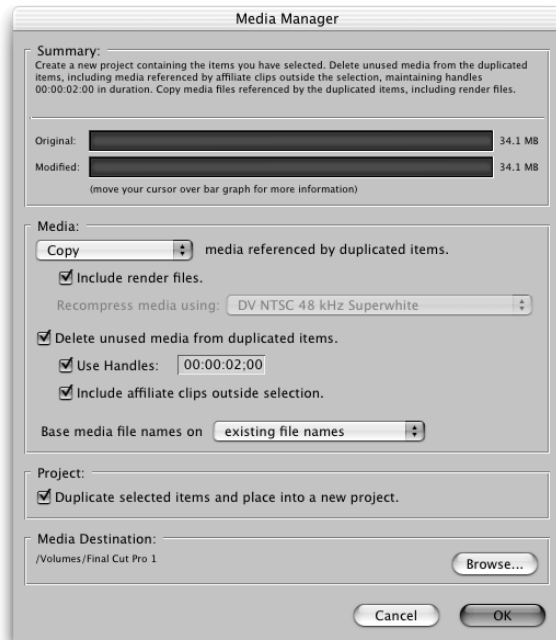 Media Manager
Summary:
Create a new project containing the items you have selected. Delete unused media from the duplicated
items, including media referenced by affiliate clips outside the selection, maintaining handles
00:00:02:00 in duration. Copy media files referenced by the duplicated items, including render files.
Original: 34.1 MB
Modified: 34.1 MB
(move your cursor over bar graph for more information)
Media:
Copy media referenced by duplicated items.
Include render files.
Recompress media using: DV NTSC 48 kHz Superwhite
Delete unused media from duplicated items.
Use Handles: 00:00:02;00
Include affiliate clips outside selection.
Base media file names on existing file names
Project:
Duplicate selected items and place into a new project.
Media Destination:
/Volumes/Final Cut Pro 1
Browse...
Cancel OK